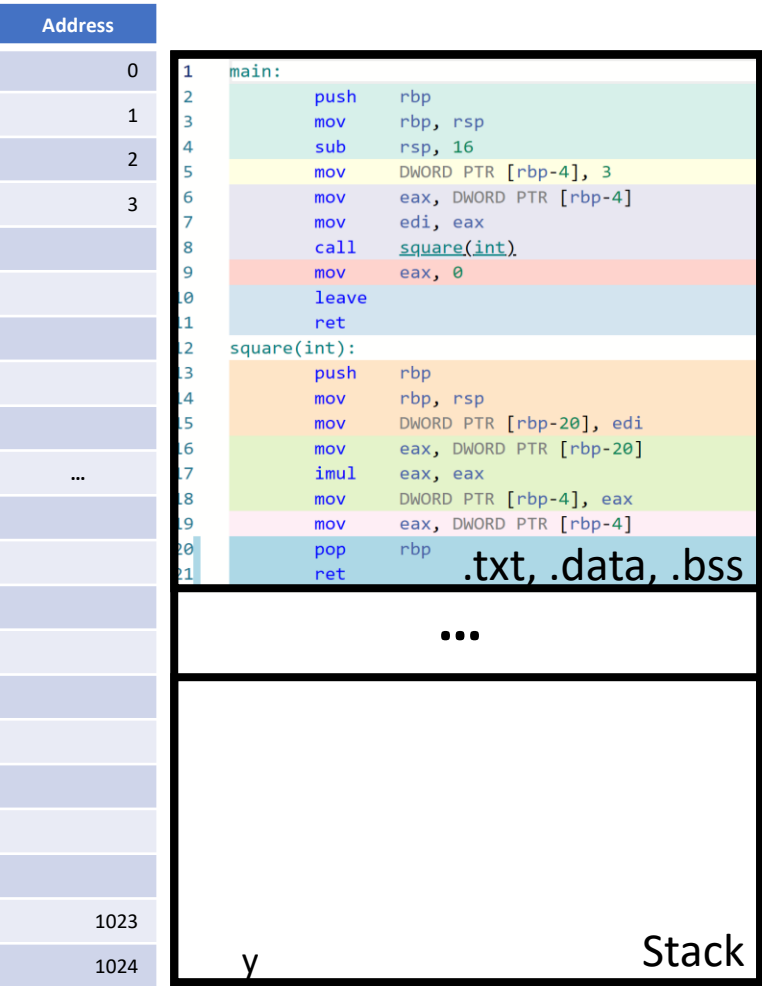 Address
0
1
2
3
…
1023
1024
1 main:
2 push rbp
3 mov rbp, rsp
4 sub rsp, 16
5 mov DWORD PTR [rbp-4], 3
6 mov eax, DWORD PTR [rbp-4]
7 mov edi, eax
8 call square(int)
9 mov eax, 0
10 leave
11 ret
12 square(int):
13 push rbp
14 mov rbp, rsp
15 mov DWORD PTR [rbp-20], edi
16 mov eax, DWORD PTR [rbp-20]
17 imul eax, eax
18 mov DWORD PTR [rbp-4], eax
19 mov eax, DWORD PTR [rbp-4]
20 pop rbp
21 ret
.txt, .data, .bss
…
y
Stack